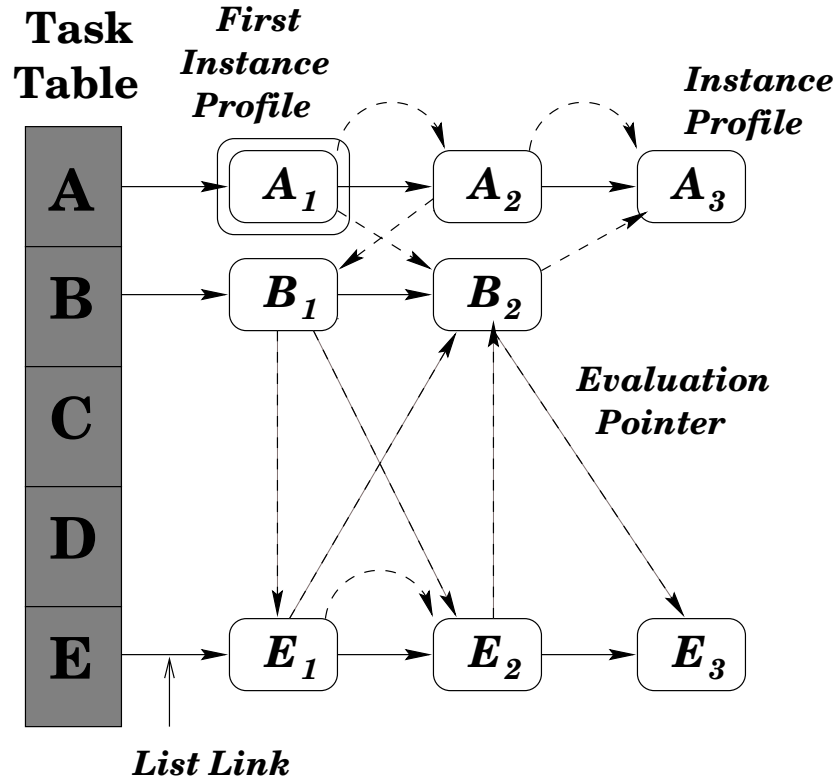 Task
Table
First
Instance
Profile
Instance
Profile
A
A₁
A₂
A₃
B
B₁
B₂
Evaluation
Pointer
C
D
E
E₁
E₂
E₃
List Link